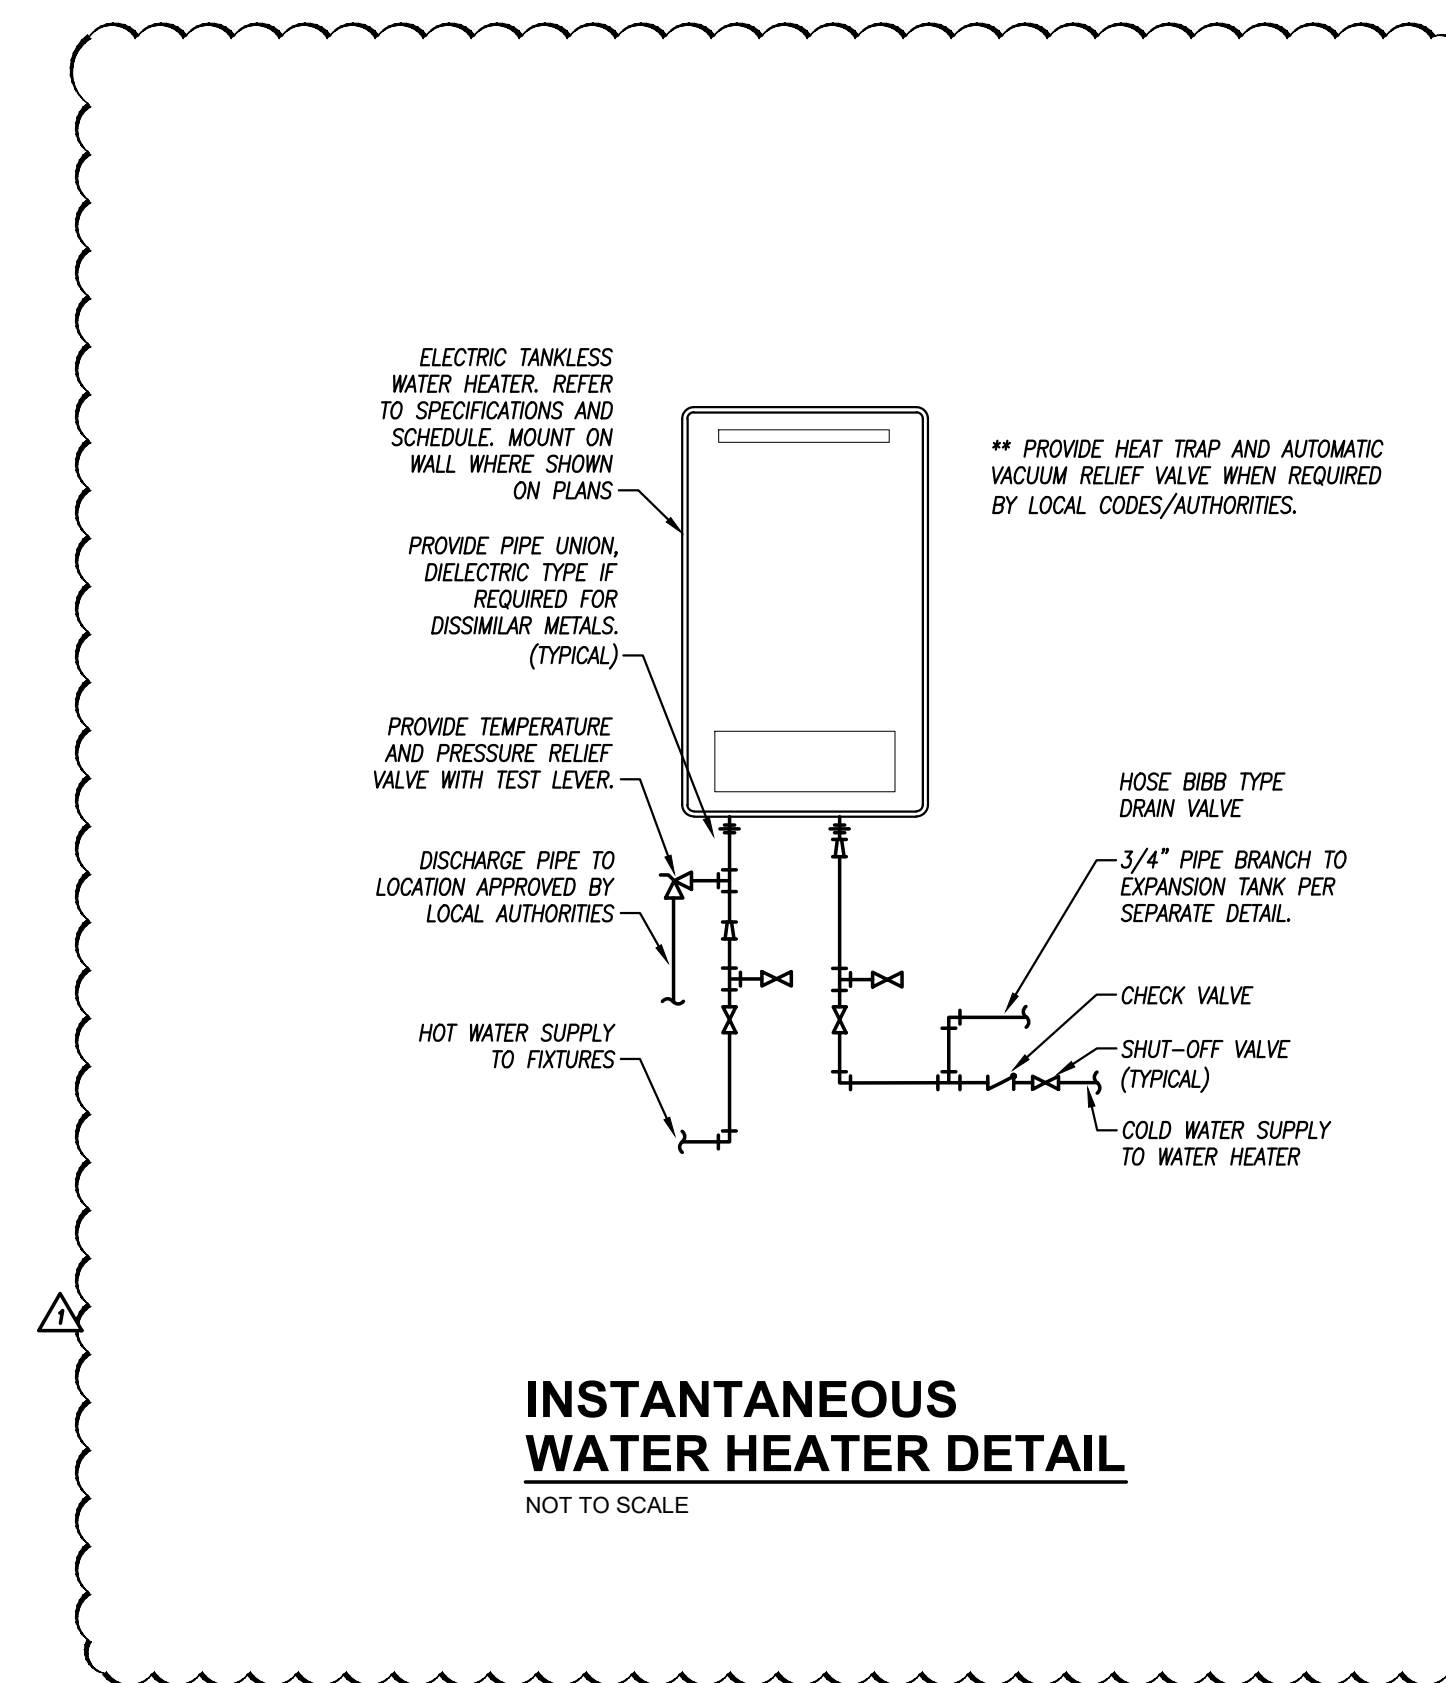 ELECTRIC TANKLESS
WATER HEATER. REFER
TO SPECIFICATIONS AND
SCHEDULE. MOUNT ON
WALL WHERE SHOWN
ON PLANS
** PROVIDE HEAT TRAP AND AUTOMATIC
VACUUM RELIEF VALVE WHEN REQUIRED
BY LOCAL CODES/AUTHORITIES.
PROVIDE PIPE UNION,
DIELECTRIC TYPE IF
REQUIRED FOR
DISSIMILAR METALS.
(TYPICAL)
PROVIDE TEMPERATURE
AND PRESSURE RELIEF
VALVE WITH TEST LEVER.
DISCHARGE PIPE TO
LOCATION APPROVED BY
LOCAL AUTHORITIES
HOT WATER SUPPLY
TO FIXTURES
HOSE BIBB TYPE
DRAIN VALVE
3/4" PIPE BRANCH TO
EXPANSION TANK PER
SEPARATE DETAIL.
CHECK VALVE
SHUT-OFF VALVE
(TYPICAL)
COLD WATER SUPPLY
TO WATER HEATER
1
INSTANTANEOUS
WATER HEATER DETAIL
NOT TO SCALE